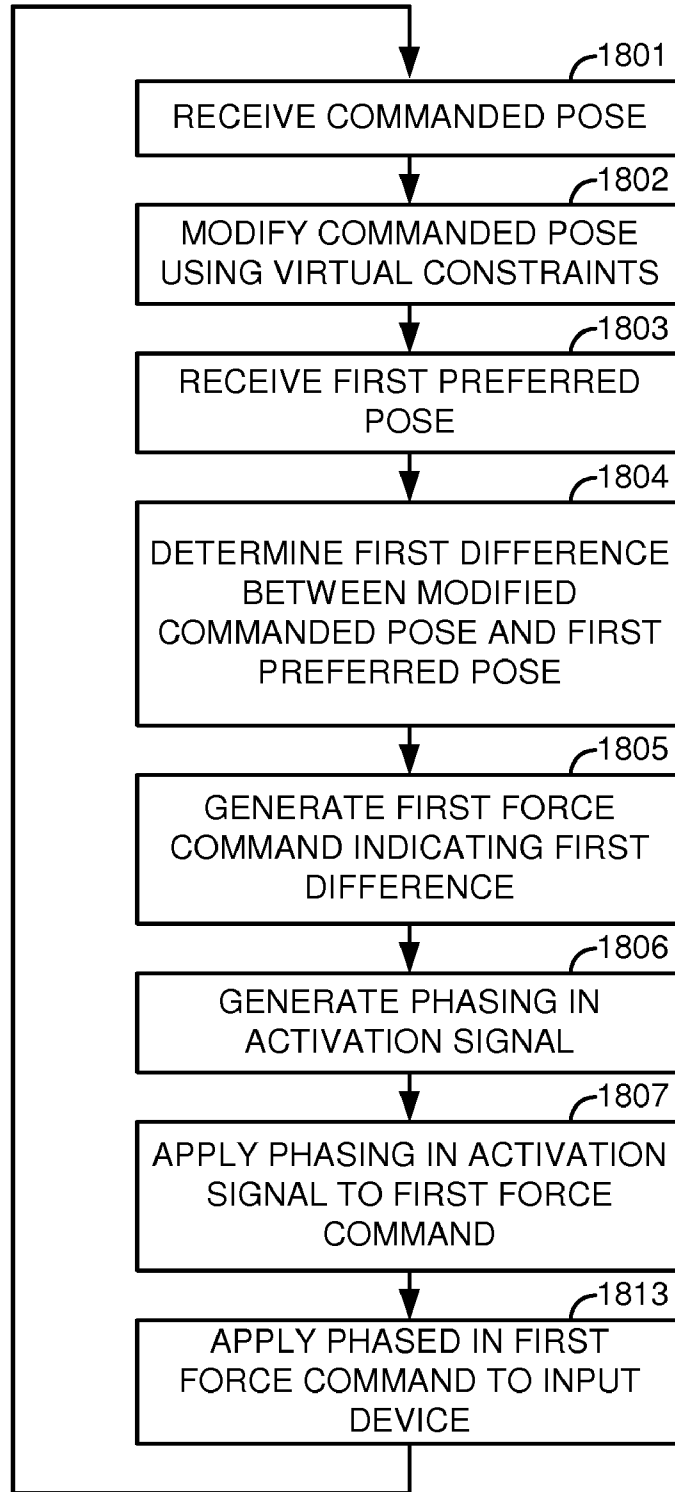 1801
RECEIVE COMMANDED POSE
1802
MODIFY COMMANDED POSE
USING VIRTUAL CONSTRAINTS
1803
RECEIVE FIRST PREFERRED
POSE
1804
DETERMINE FIRST DIFFERENCE
BETWEEN MODIFIED
COMMANDED POSE AND FIRST
PREFERRED POSE
1805
GENERATE FIRST FORCE
COMMAND INDICATING FIRST
DIFFERENCE
1806
GENERATE PHASING IN
ACTIVATION SIGNAL
1807
APPLY PHASING IN ACTIVATION
SIGNAL TO FIRST FORCE
COMMAND
1813
APPLY PHASED IN FIRST
FORCE COMMAND TO INPUT
DEVICE